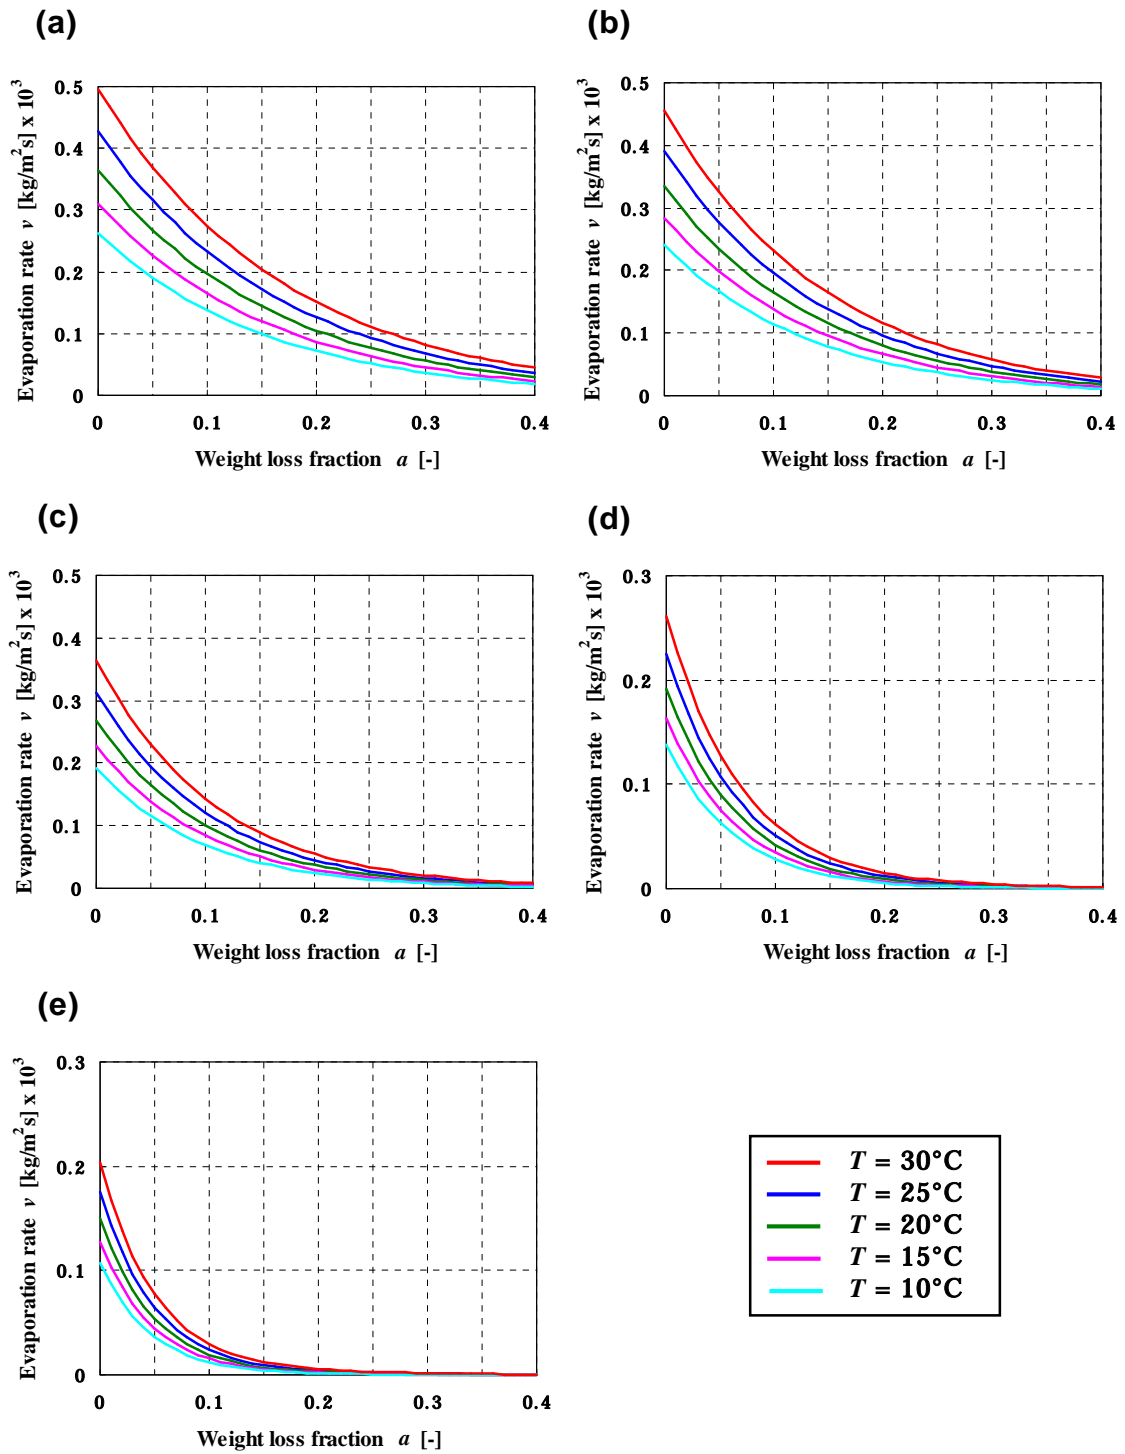 (a)
(b)
Evaporation rate v [kg/m²s] x 10³
0.5
0.4
0.3
0.2
0.1
0
0
0.1
0.2
0.3
0.4
Weight loss fraction a [-]
Evaporation rate v [kg/m²s] x 10³
0.5
0.4
0.3
0.2
0.1
0
0
0.1
0.2
0.3
0.4
Weight loss fraction a [-]
(c)
(d)
Evaporation rate v [kg/m²s] x 10³
0.5
0.4
0.3
0.2
0.1
0
0
0.1
0.2
0.3
0.4
Weight loss fraction a [-]
Evaporation rate v [kg/m²s] x 10³
0.3
0.2
0.1
0
0
0.1
0.2
0.3
0.4
Weight loss fraction a [-]
(e)
Evaporation rate v [kg/m²s] x 10³
0.3
0.2
0.1
0
0
0.1
0.2
0.3
0.4
Weight loss fraction a [-]
T = 30°C
T = 25°C
T = 20°C
T = 15°C
T = 10°C